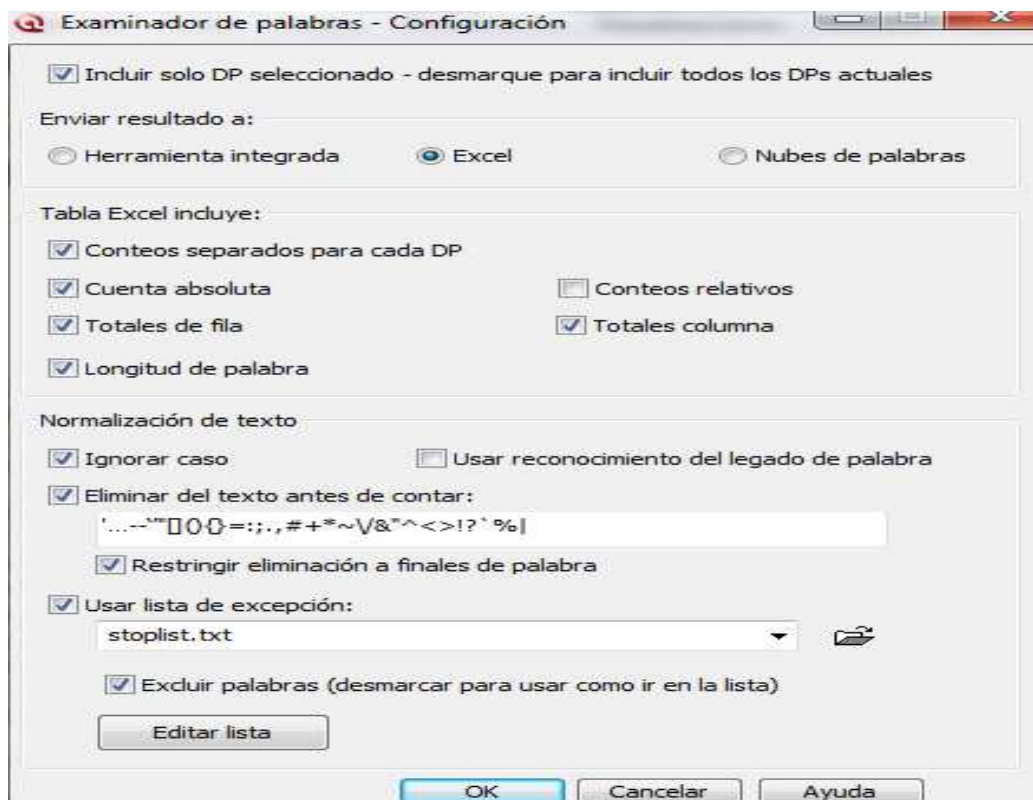 Examinador de palabras - Configuración
Incluir solo DP seleccionado - desmarque para incluir todos los DPs actuales
Enviar resultado a:
Herramienta integrada Excel Nubes de palabras
Tabla Excel incluye:
Conteos separados para cada DP
Cuenta absoluta Conteos relativos
Totales de fila Totales columna
Longitud de palabra
Normalización de texto
Ignorar caso Usar reconocimiento del legado de palabra
Eliminar del texto antes de contar:
'...--'"[](){}=:;.,#+*~\/&"^<>!?`%|
Restringir eliminación a finales de palabra
Usar lista de excepción:
stoplist.txt
Excluir palabras (desmarcar para usar como ir en la lista)
Editar lista
OK Cancelar Ayuda